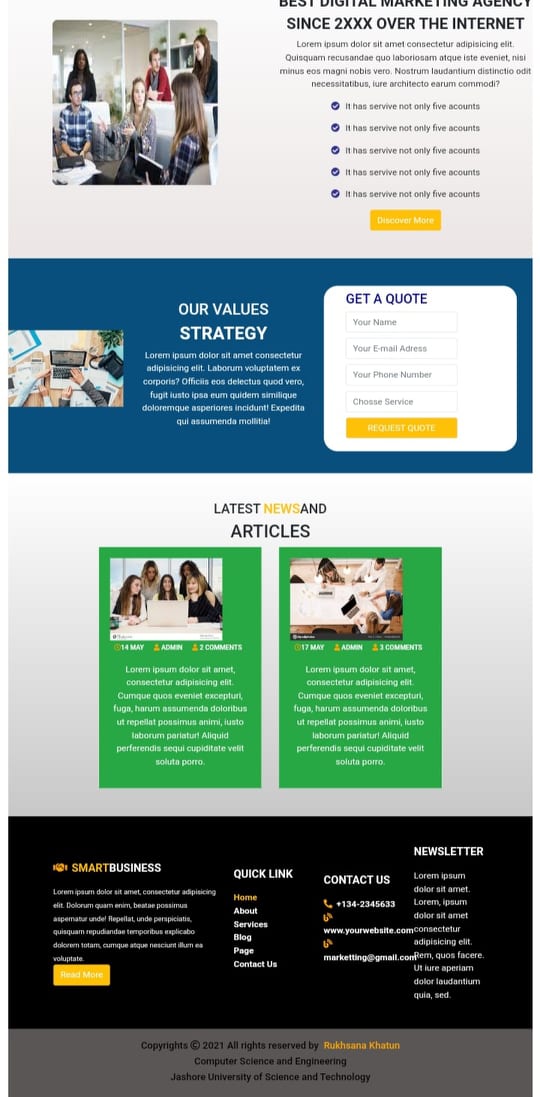 BEST DIGITAL MARKETING AGENCY
SINCE 2XXX OVER THE INTERNET
Lorem ipsum dolor sit amet consectetur adipisicing elit.
Quisquam recusandae quo laboriosam atque iste eveniet, nisi
minus eos magni nobis vero. Nostrum laudantium distinctio odit
necessitatibus, iure architecto earum commodi?
It has servive not only five acounts
It has servive not only five acounts
It has servive not only five acounts
It has servive not only five acounts
It has servive not only five acounts
Discover More
OUR VALUES
STRATEGY
Lorem ipsum dolor sit amet consectetur
adipisicing elit. Laborum voluptatem ex
corporis? Officiis eos delectus quod vero,
fugit iusto ipsa eum quidem similique
doloremque asperiores incidunt! Expedita
qui assumenda mollitia!
GET A QUOTE
Your Name
Your E-mail Adress
Your Phone Number
Chosse Service
REQUEST QUOTE
LATEST NEWSAND
ARTICLES
14 MAY ADMIN 2 COMMENTS
Lorem ipsum dolor sit amet,
consectetur adipisicing elit.
Cumque quos eveniet excepturi,
fuga, harum assumenda doloribus
ut repellat possimus animi, iusto
laborum pariatur! Aliquid
perferendis sequi cupiditate velit
soluta porro.
17 MAY ADMIN 3 COMMENTS
Lorem ipsum dolor sit amet,
consectetur adipisicing elit.
Cumque quos eveniet excepturi,
fuga, harum assumenda doloribus
ut repellat possimus animi, iusto
laborum pariatur! Aliquid
perferendis sequi cupiditate velit
soluta porro.
SMARTBUSINESS
Lorem ipsum dolor sit amet, consectetur adipisicing
elit. Dolorum quam enim, beatae possimus
aspernatur unde! Repellat, unde perspiciatis,
quisquam repudiandae temporibus explicabo
dolorem totam, cumque atque nesciunt illum ea
voluptate.
Read More
QUICK LINK
Home
About
Services
Blog
Page
Contact Us
CONTACT US
+134-2345633
www.yourwebsite.com
marketting@gmail.com
NEWSLETTER
Lorem ipsum
dolor sit amet.
Lorem, ipsum
dolor sit amet
consectetur
adipisicing elit.
Rem, quos facere.
Ut iure aperiam
dolor laudantium
quia, sed.
Copyrights © 2021 All rights reserved by Rukhsana Khatun
Computer Science and Engineering
Jashore University of Science and Technology